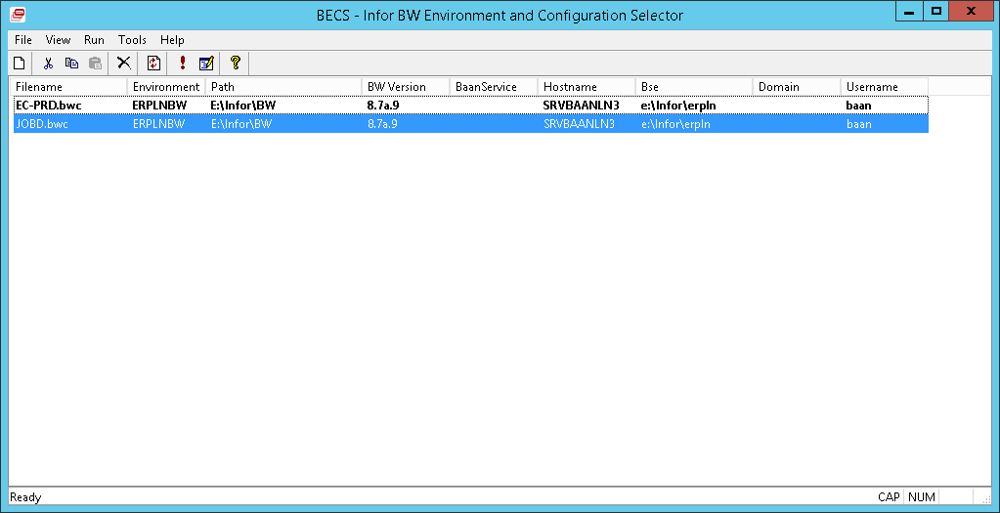 BECS - Infor BW Environment and Configuration Selector
File View Run Tools Help
Filename Environment Path BW Version BaanService Hostname Bse Domain Username
EC-PRD.bwc ERPLNBW E:\Infor\BW 8.7a.9 SRVBAANLN3 e:\Infor\erpln baan
JOBD.bwc ERPLNBW E:\Infor\BW 8.7a.9 SRVBAANLN3 e:\Infor\erpln baan
Ready CAP NUM